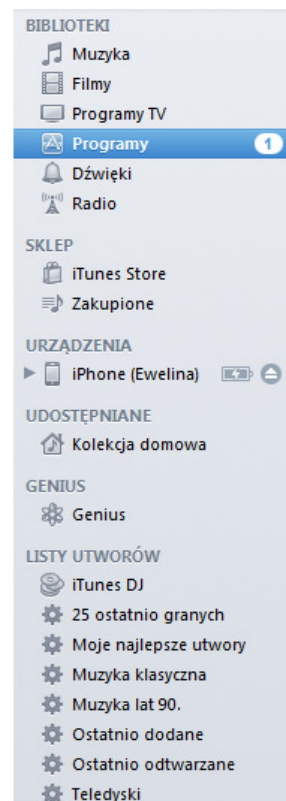 BIBLIOTEKI
Muzyka
Filmy
Programy TV
Programy 1
Dźwięki
Radio
SKLEP
iTunes Store
Zakupione
URZĄDZENIA
iPhone (Ewelina)
UDOSTĘPNIANE
Kolekcja domowa
GENIUS
Genius
LISTY UTWORÓW
iTunes DJ
25 ostatnio granych
Moje najlepsze utwory
Muzyka klasyczna
Muzyka lat 90.
Ostatnio dodane
Ostatnio odtwarzane
Teledyski